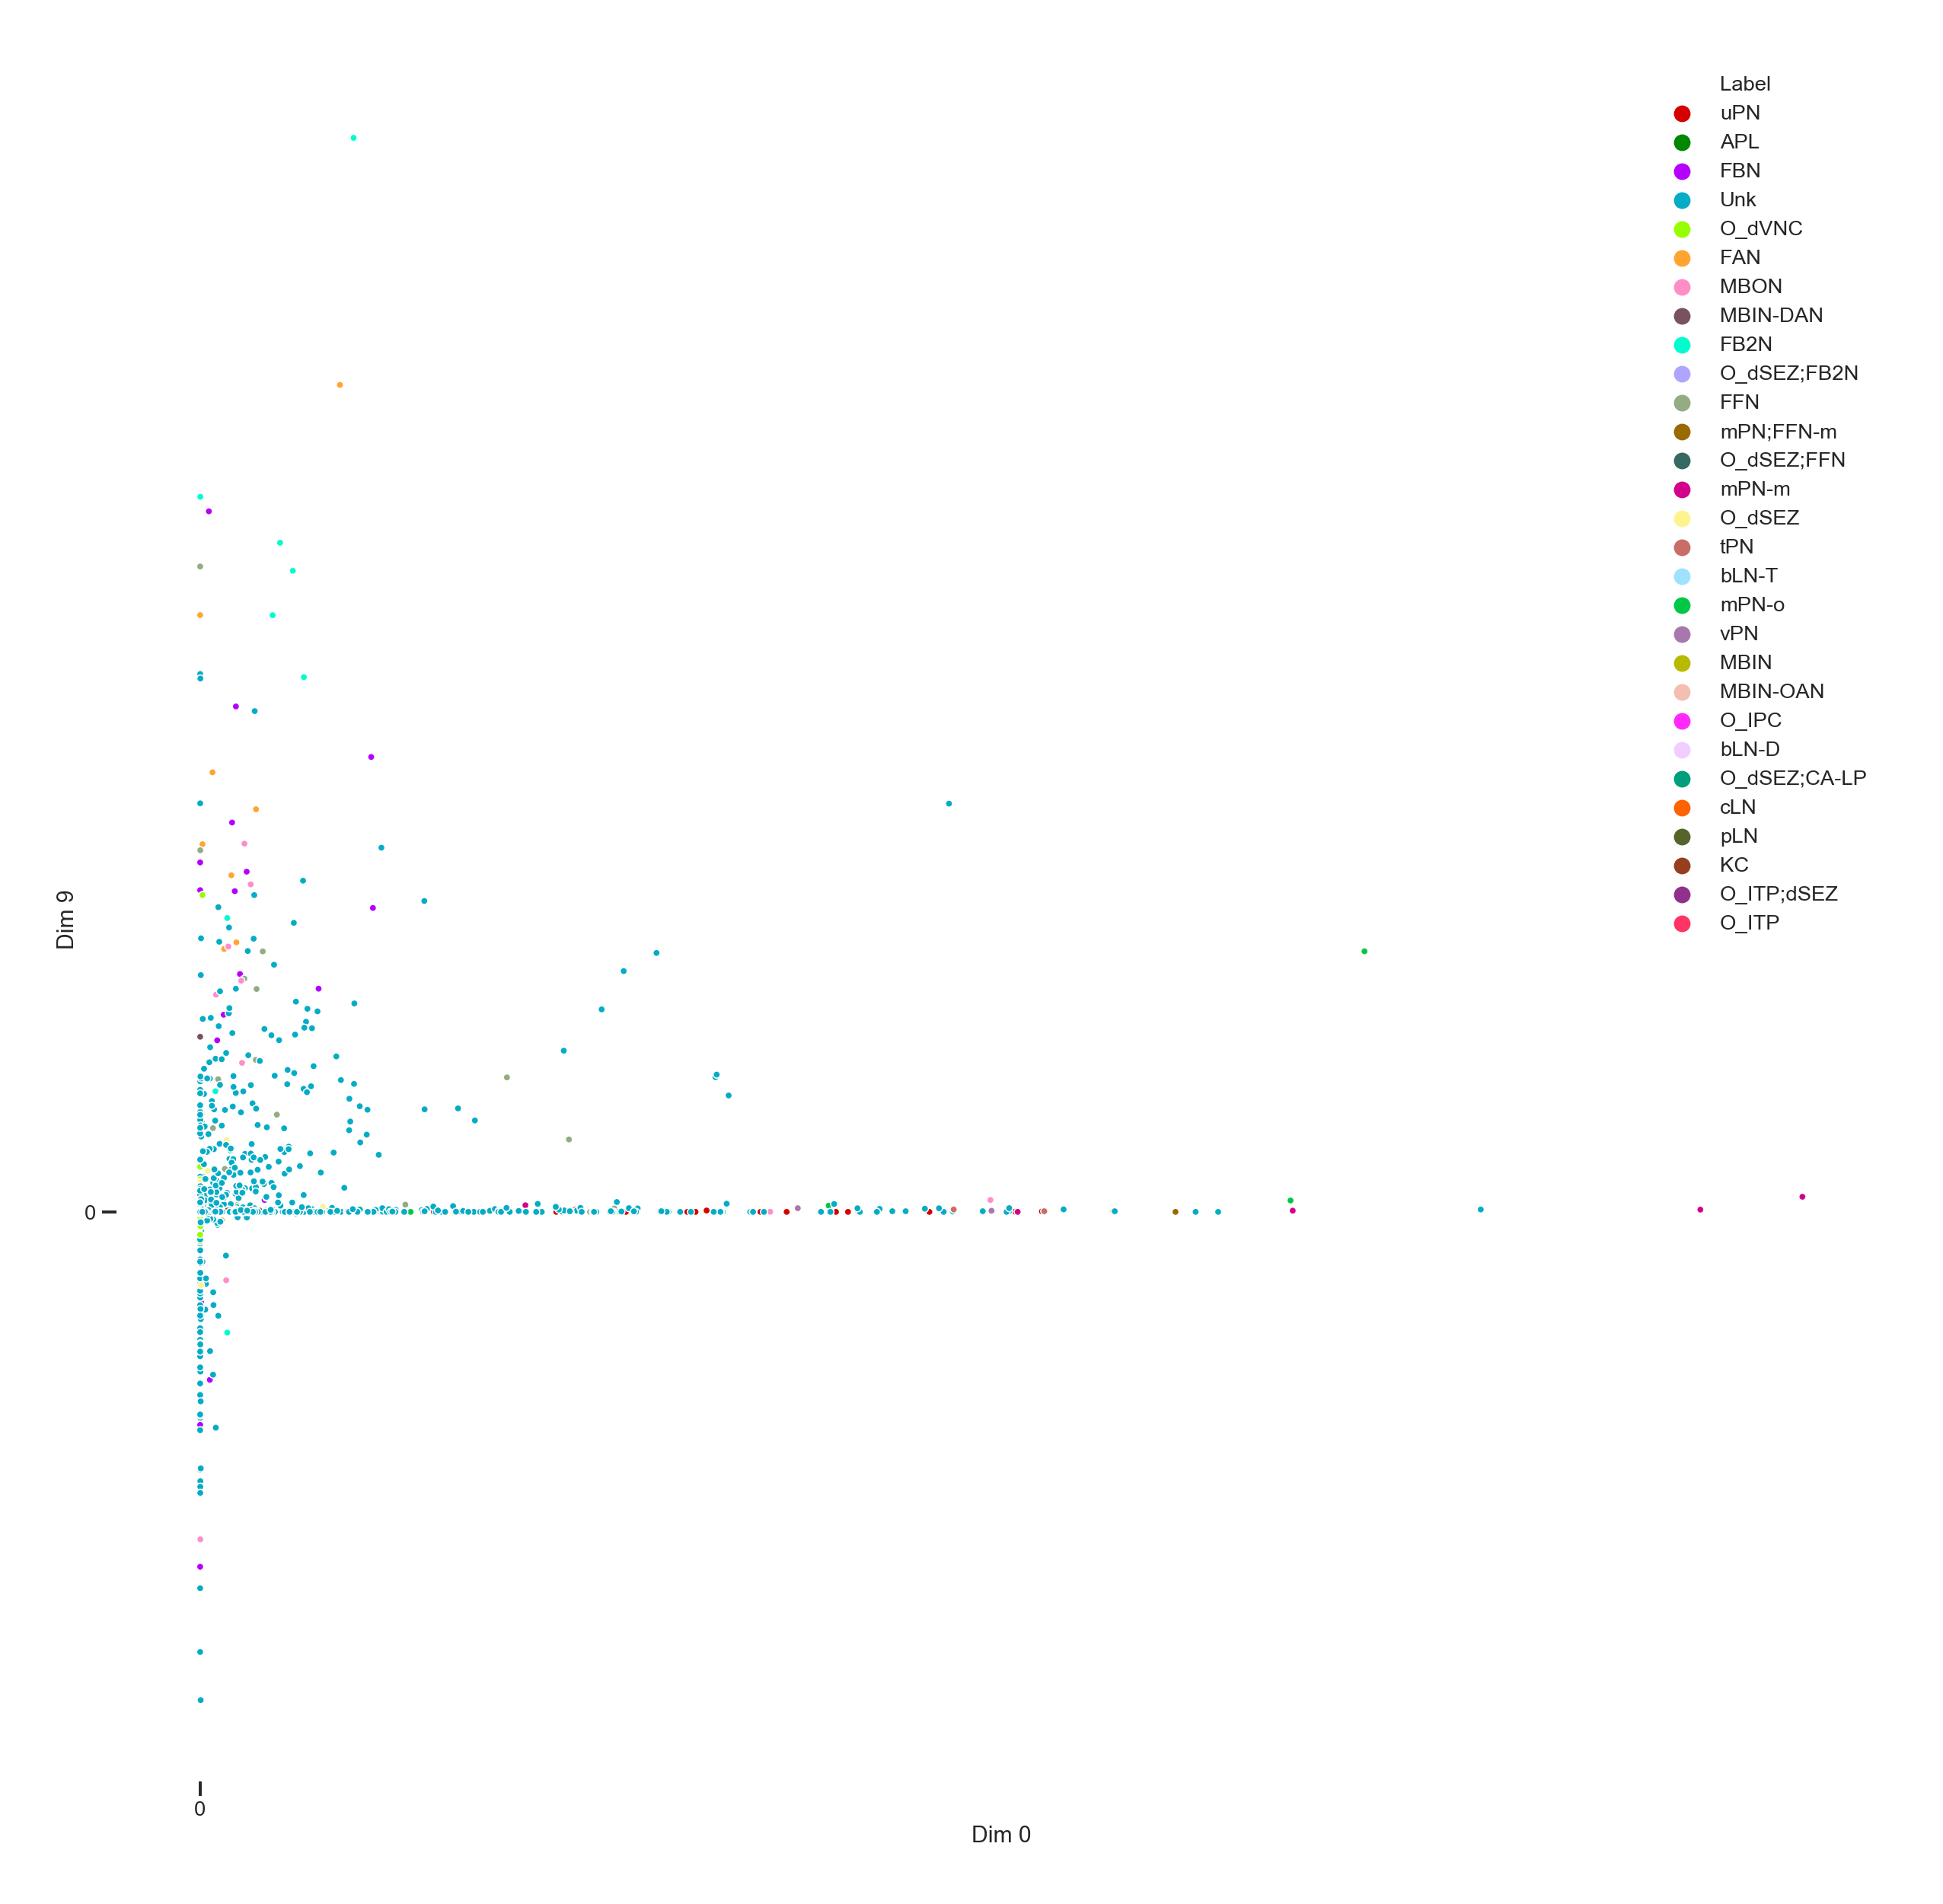 Label
uPN
APL
FBN
Unk
O_dVNC
FAN
MBON
MBIN-DAN
FB2N
O_dSEZ;FB2N
FFN
mPN;FFN-m
O_dSEZ;FFN
mPN-m
O_dSEZ
tPN
bLN-T
mPN-o
vPN
MBIN
MBIN-OAN
O_IPC
bLN-D
O_dSEZ;CA-LP
cLN
pLN
KC
O_ITP;dSEZ
O_ITP
Dim 9
0
0
Dim 0